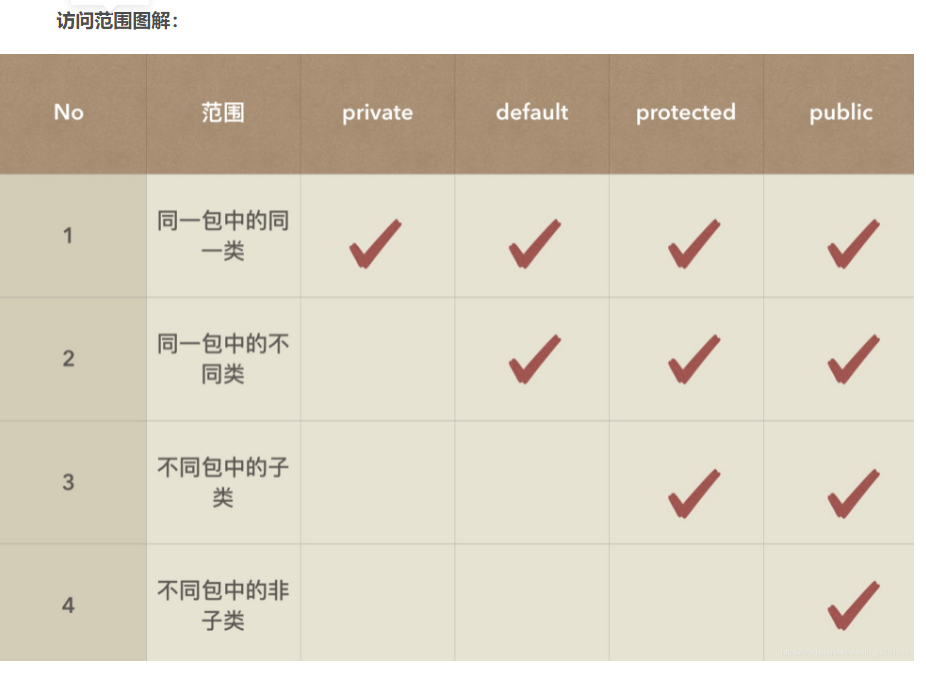 访问范围图解：
No 范围 private default protected public
1 同一包中的同
一类
2 同一包中的不
同类
3 不同包中的子
类
4 不同包中的非
子类